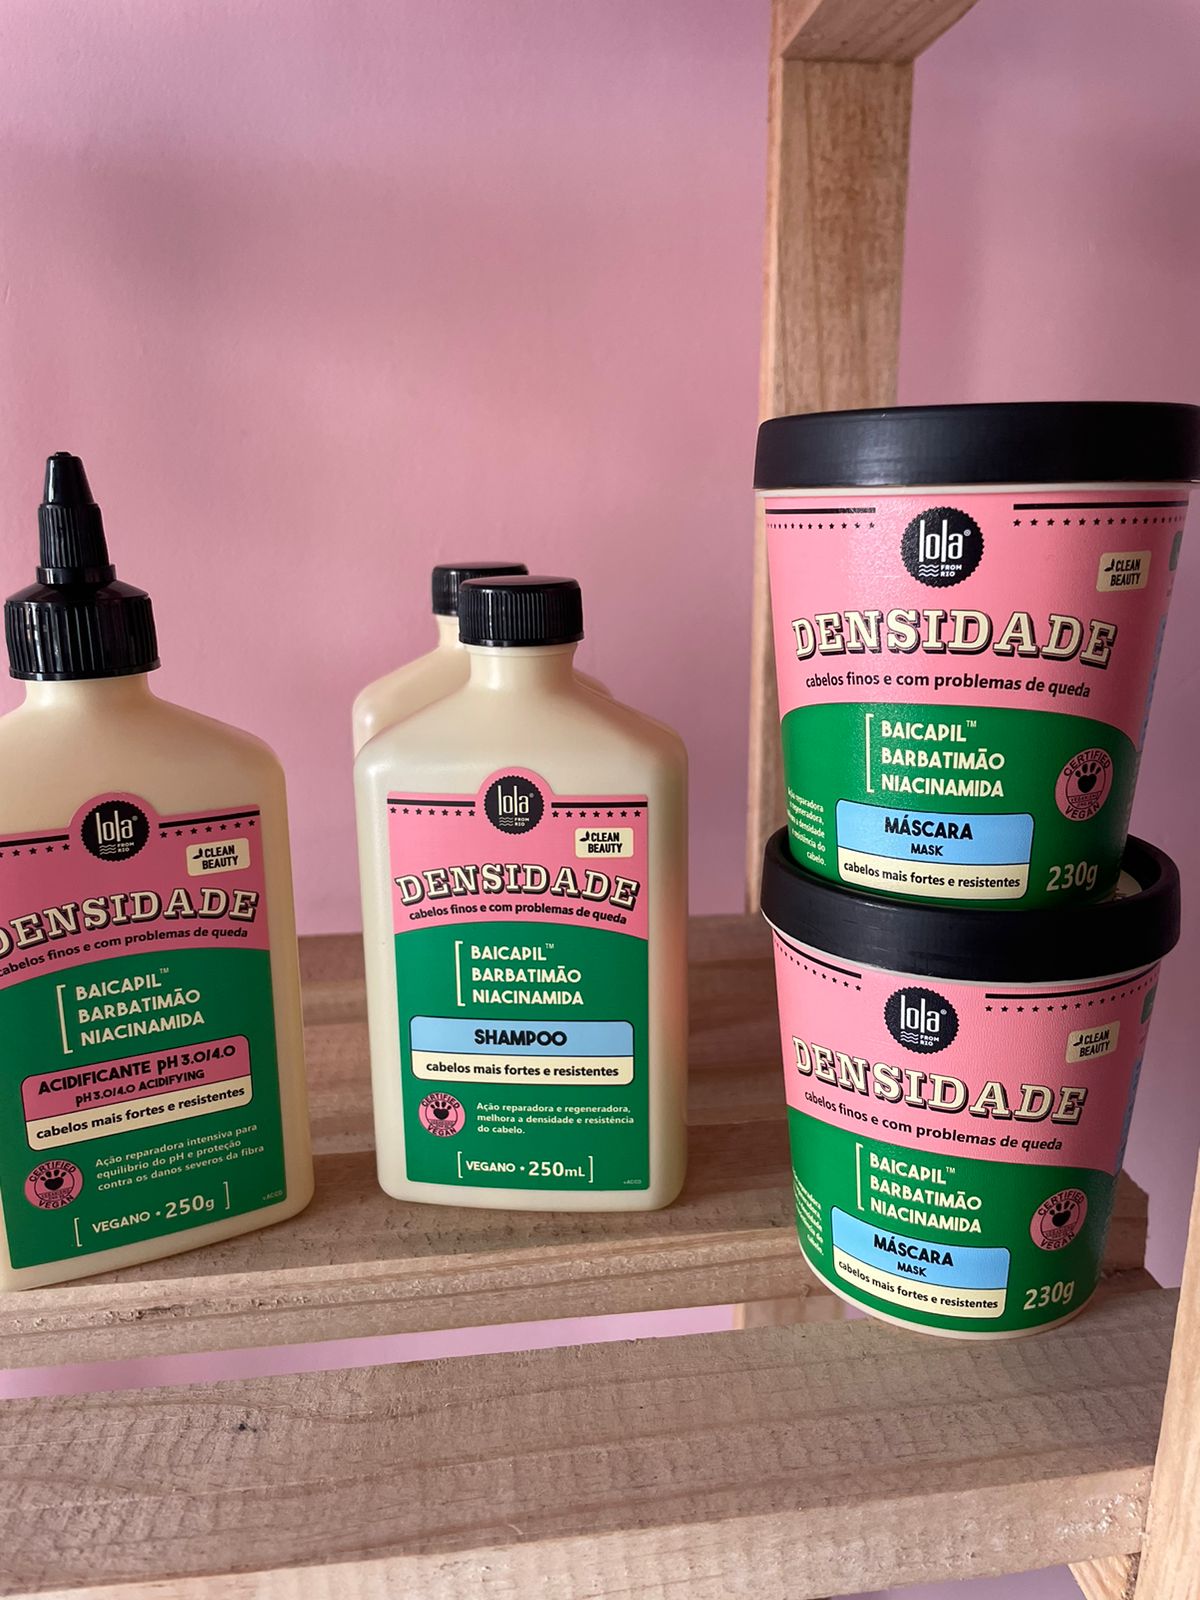 lola
FROM
RIO
CLEAN
BEAUTY
DENSIDADE
cabelos finos e com problemas de queda
BAICAPIL™
BARBATIMÃO
NIACINAMIDA
ACIDIFICANTE pH 3.0/4.0
pH 3.0/4.0 ACIDIFYING
cabelos mais fortes e resistentes
CERTIFIED
VEGAN
Ação reparadora intensiva para
equilíbrio do pH e proteção
contra os danos severos da fibra
[ VEGANO • 250g ]
lola®
FROM
RIO
CLEAN
BEAUTY
DENSIDADE
cabelos finos e com problemas de queda
BAICAPIL™
BARBATIMÃO
NIACINAMIDA
SHAMPOO
cabelos mais fortes e resistentes
CERTIFIED
VEGAN
Ação reparadora e regeneradora,
melhora a densidade e resistência
do cabelo.
[ VEGANO • 250mL ]
lola®
FROM
RIO
CLEAN
BEAUTY
DENSIDADE
cabelos finos e com problemas de queda
BAICAPIL™
BARBATIMÃO
NIACINAMIDA
CERTIFIED
VEGAN
reparadora
regeneradora,
a densidade
resistência do
cabelo.
MÁSCARA
MASK
cabelos mais fortes e resistentes
230g
lola®
FROM
RIO
CLEAN
BEAUTY
DENSIDADE
cabelos finos e com problemas de queda
BAICAPIL™
BARBATIMÃO
NIACINAMIDA
CERTIFIED
VEGAN
MÁSCARA
MASK
cabelos mais fortes e resistentes
230g